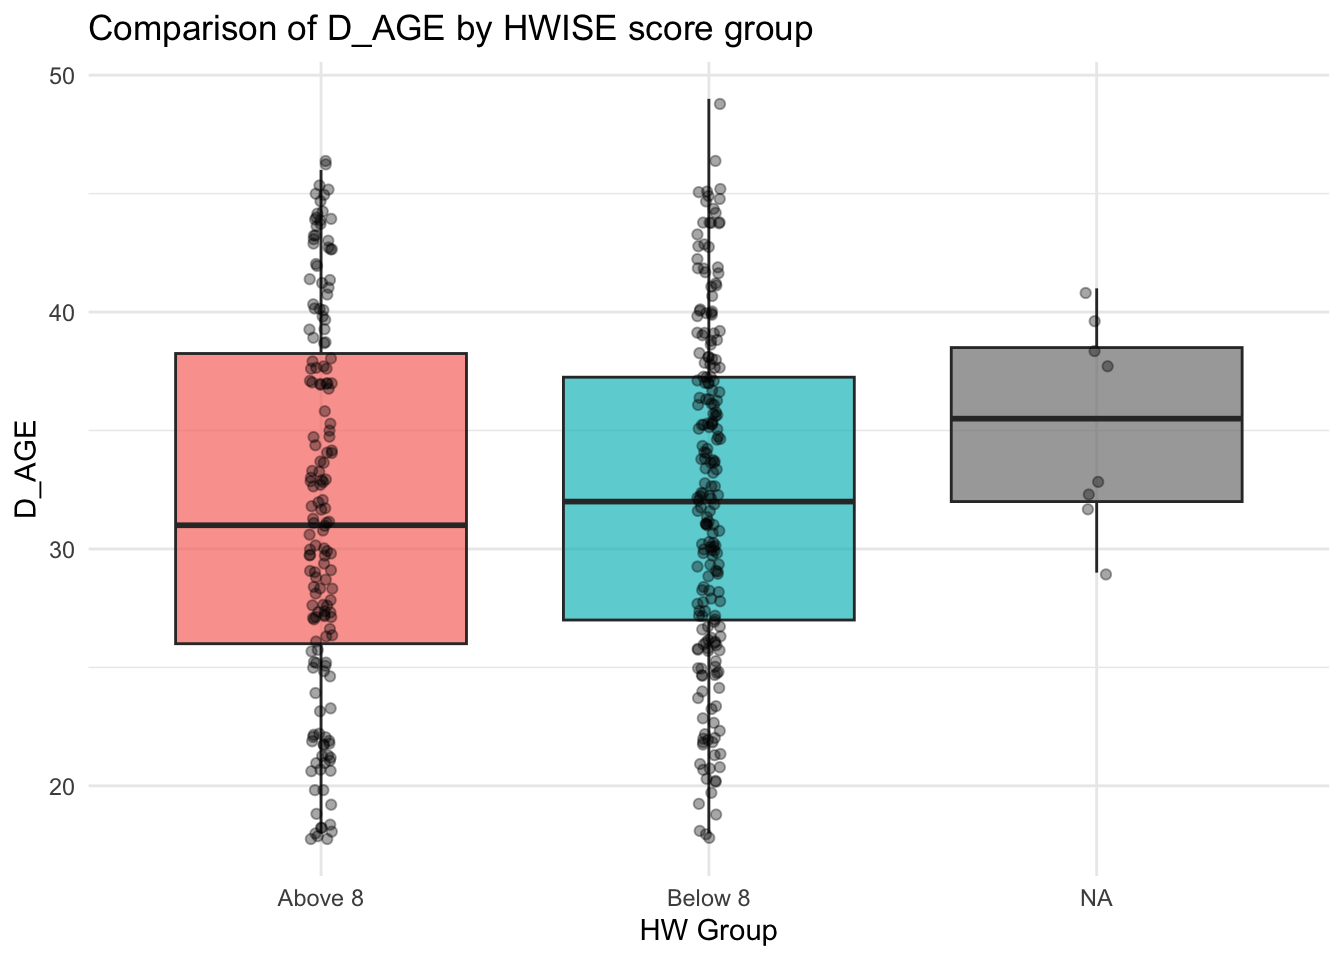 Comparison of D_AGE by HWISE score group
50
40
30
20
D_AGE
Above 8
Below 8
NA
HW Group